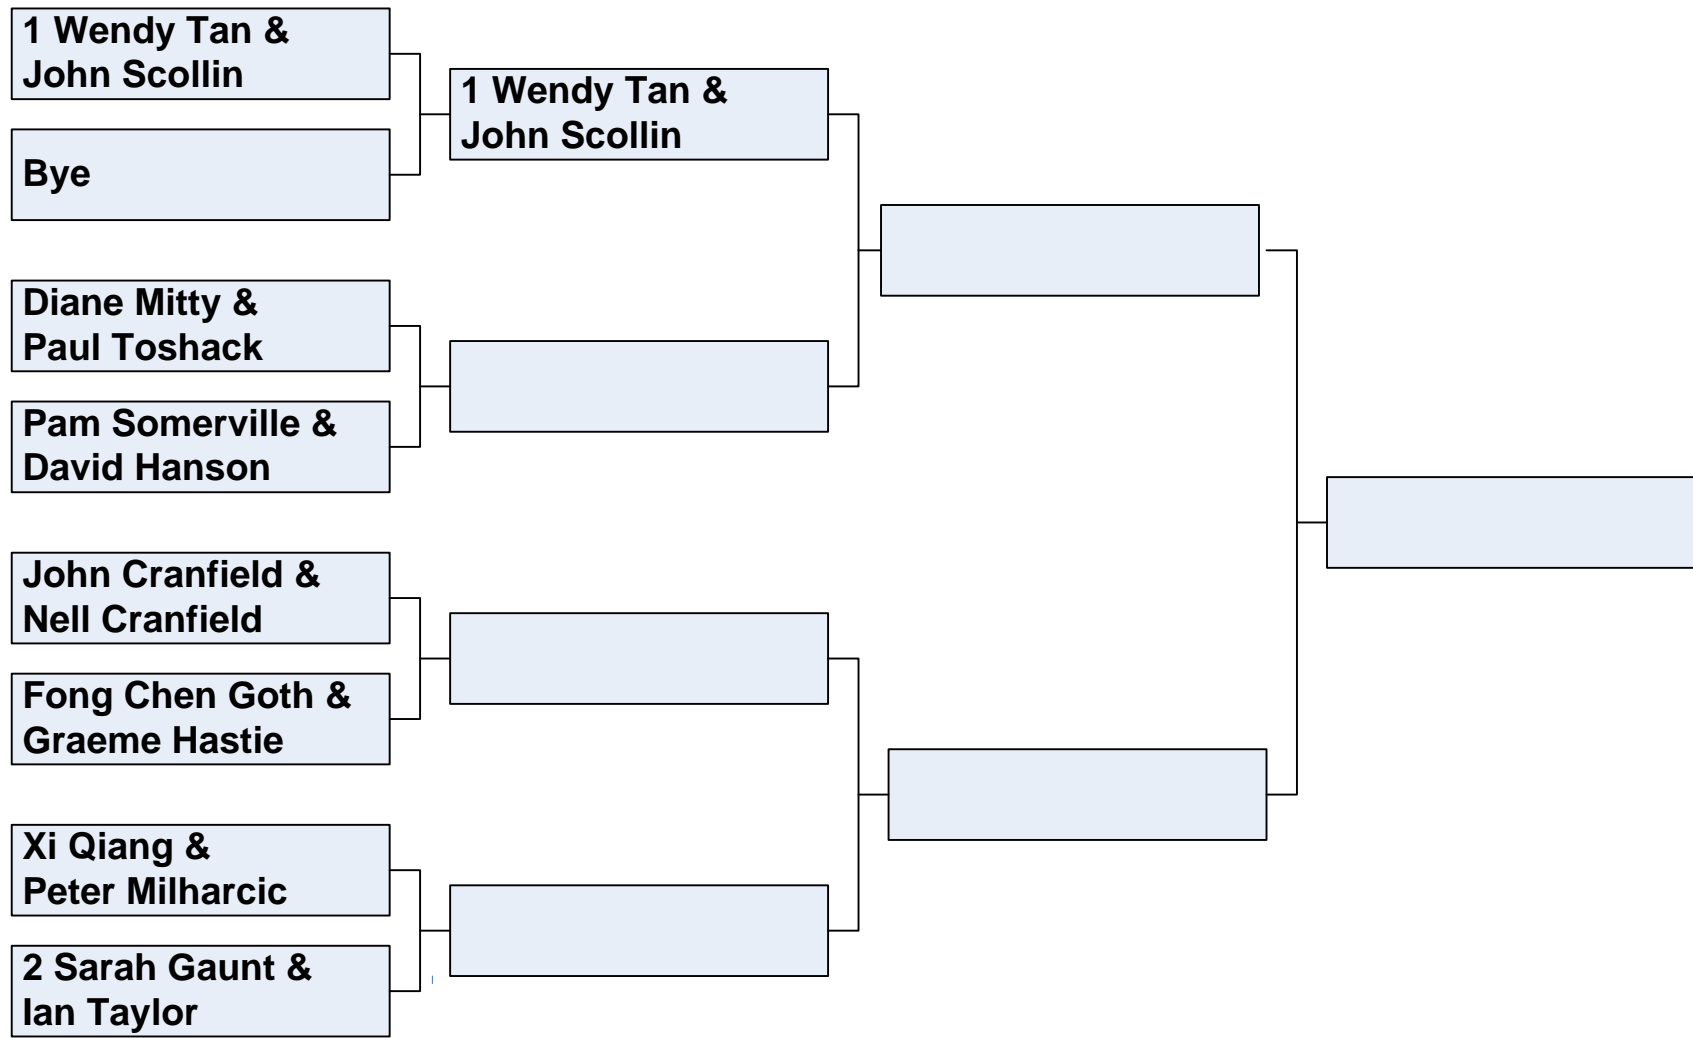 1 Wendy Tan &
John Scollin
Bye
Diane Mitty &
Paul Toshack
Pam Somerville &
David Hanson
John Cranfield &
Nell Cranfield
Fong Chen Goth &
Graeme Hastie
Xi Qiang &
Peter Milharcic
2 Sarah Gaunt &
Ian Taylor
1 Wendy Tan &
John Scollin